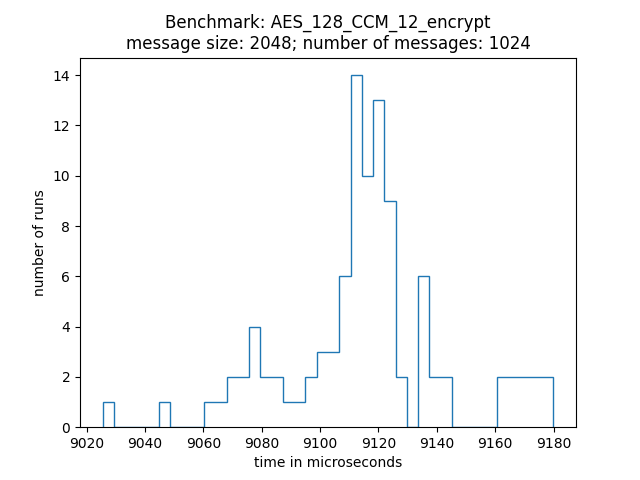 Benchmark: AES_128_CCM_12_encrypt
message size: 2048; number of messages: 1024
14
12
10
8
6
4
2
0
number of runs
9020 9040 9060 9080 9100 9120 9140 9160 9180
time in microseconds